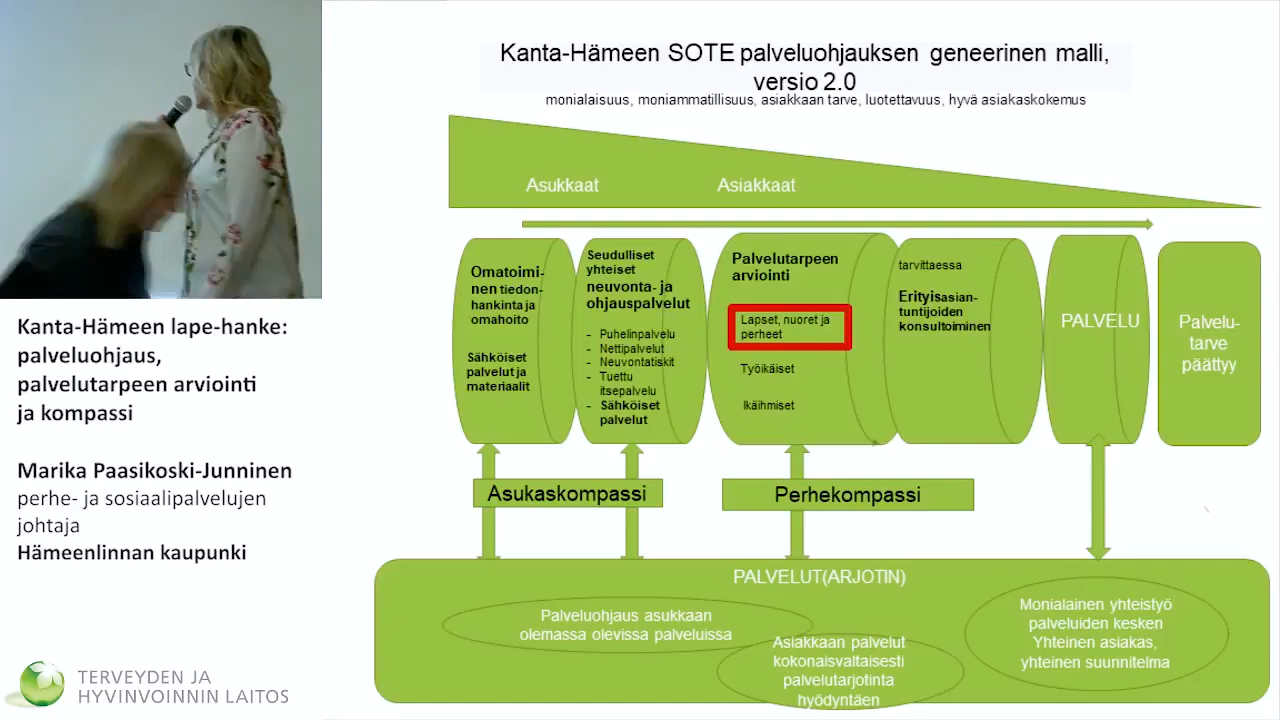 Kanta-Hämeen SOTE palveluohjauksen geneerinen malli,
versio 2.0
monialaisuus, moniammatillisuus, asiakkaan tarve, luotettavuus, hyvä asiakaskokemus
Asukkaat
Asiakkaat
Omatoimi-
nen tiedon-
hankinta ja
omahoito
Sähköiset
palvelut ja
materiaalit
Seudulliset
yhteiset
neuvonta- ja
ohjauspalvelut
- Puhelinpalvelu
- Nettipalvelut
- Neuvontatiskit
- Tuettu
itsepalvelu
- Sähköiset
palvelut
Palvelutarpeen
arviointi
Lapset, nuoret ja
perheet
Työikäiset
Ikäihmiset
tarvittaessa
Erityisasian-
tuntijoiden
konsultoiminen
PALVELU
Palvelu-
tarve
päättyy
Asukaskompassi
Perhekompassi
PALVELUT(ARJOTIN)
Palveluohjaus asukkaan
olemassa olevissa palveluissa
Asiakkaan palvelut
kokonaisvaltaisesti
palvelutarjotinta
hyödyntäen
Monialainen yhteistyö
palveluiden kesken
Yhteinen asiakas,
yhteinen suunnitelma
Kanta-Hämeen lape-hanke:
palveluohjaus,
palvelutarpeen arviointi
ja kompassi
Marika Paasikoski-Junninen
perhe- ja sosiaalipalvelujen
johtaja
Hämeenlinnan kaupunki
TERVEYDEN JA
HYVINVOINNIN LAITOS